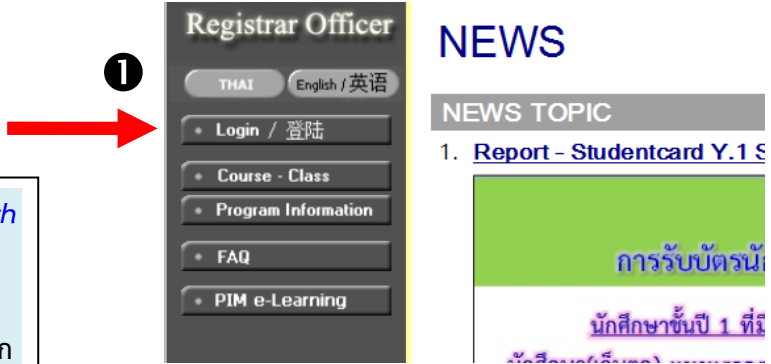 Registrar Officer
❶
THAI
English / 英语
Login / 登陆
Course - Class
Program Information
FAQ
PIM e-Learning
NEWS
NEWS TOPIC
1. Report - Studentcard Y.1 S
การรับบัตรนั
นักศึกษาชั้นปี 1 ที่มี